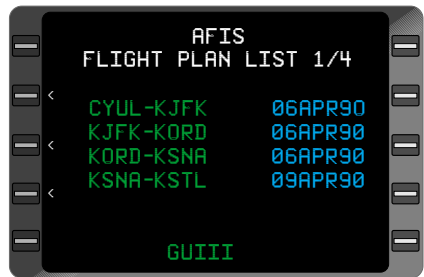 AFIS
FLIGHT PLAN LIST 1/4
<
CYUL-KJFK 06APR90
KJFK-KORD 06APR90
<
KORD-KSNA 06APR90
KSNA-KSTL 09APR90
<
GUIII